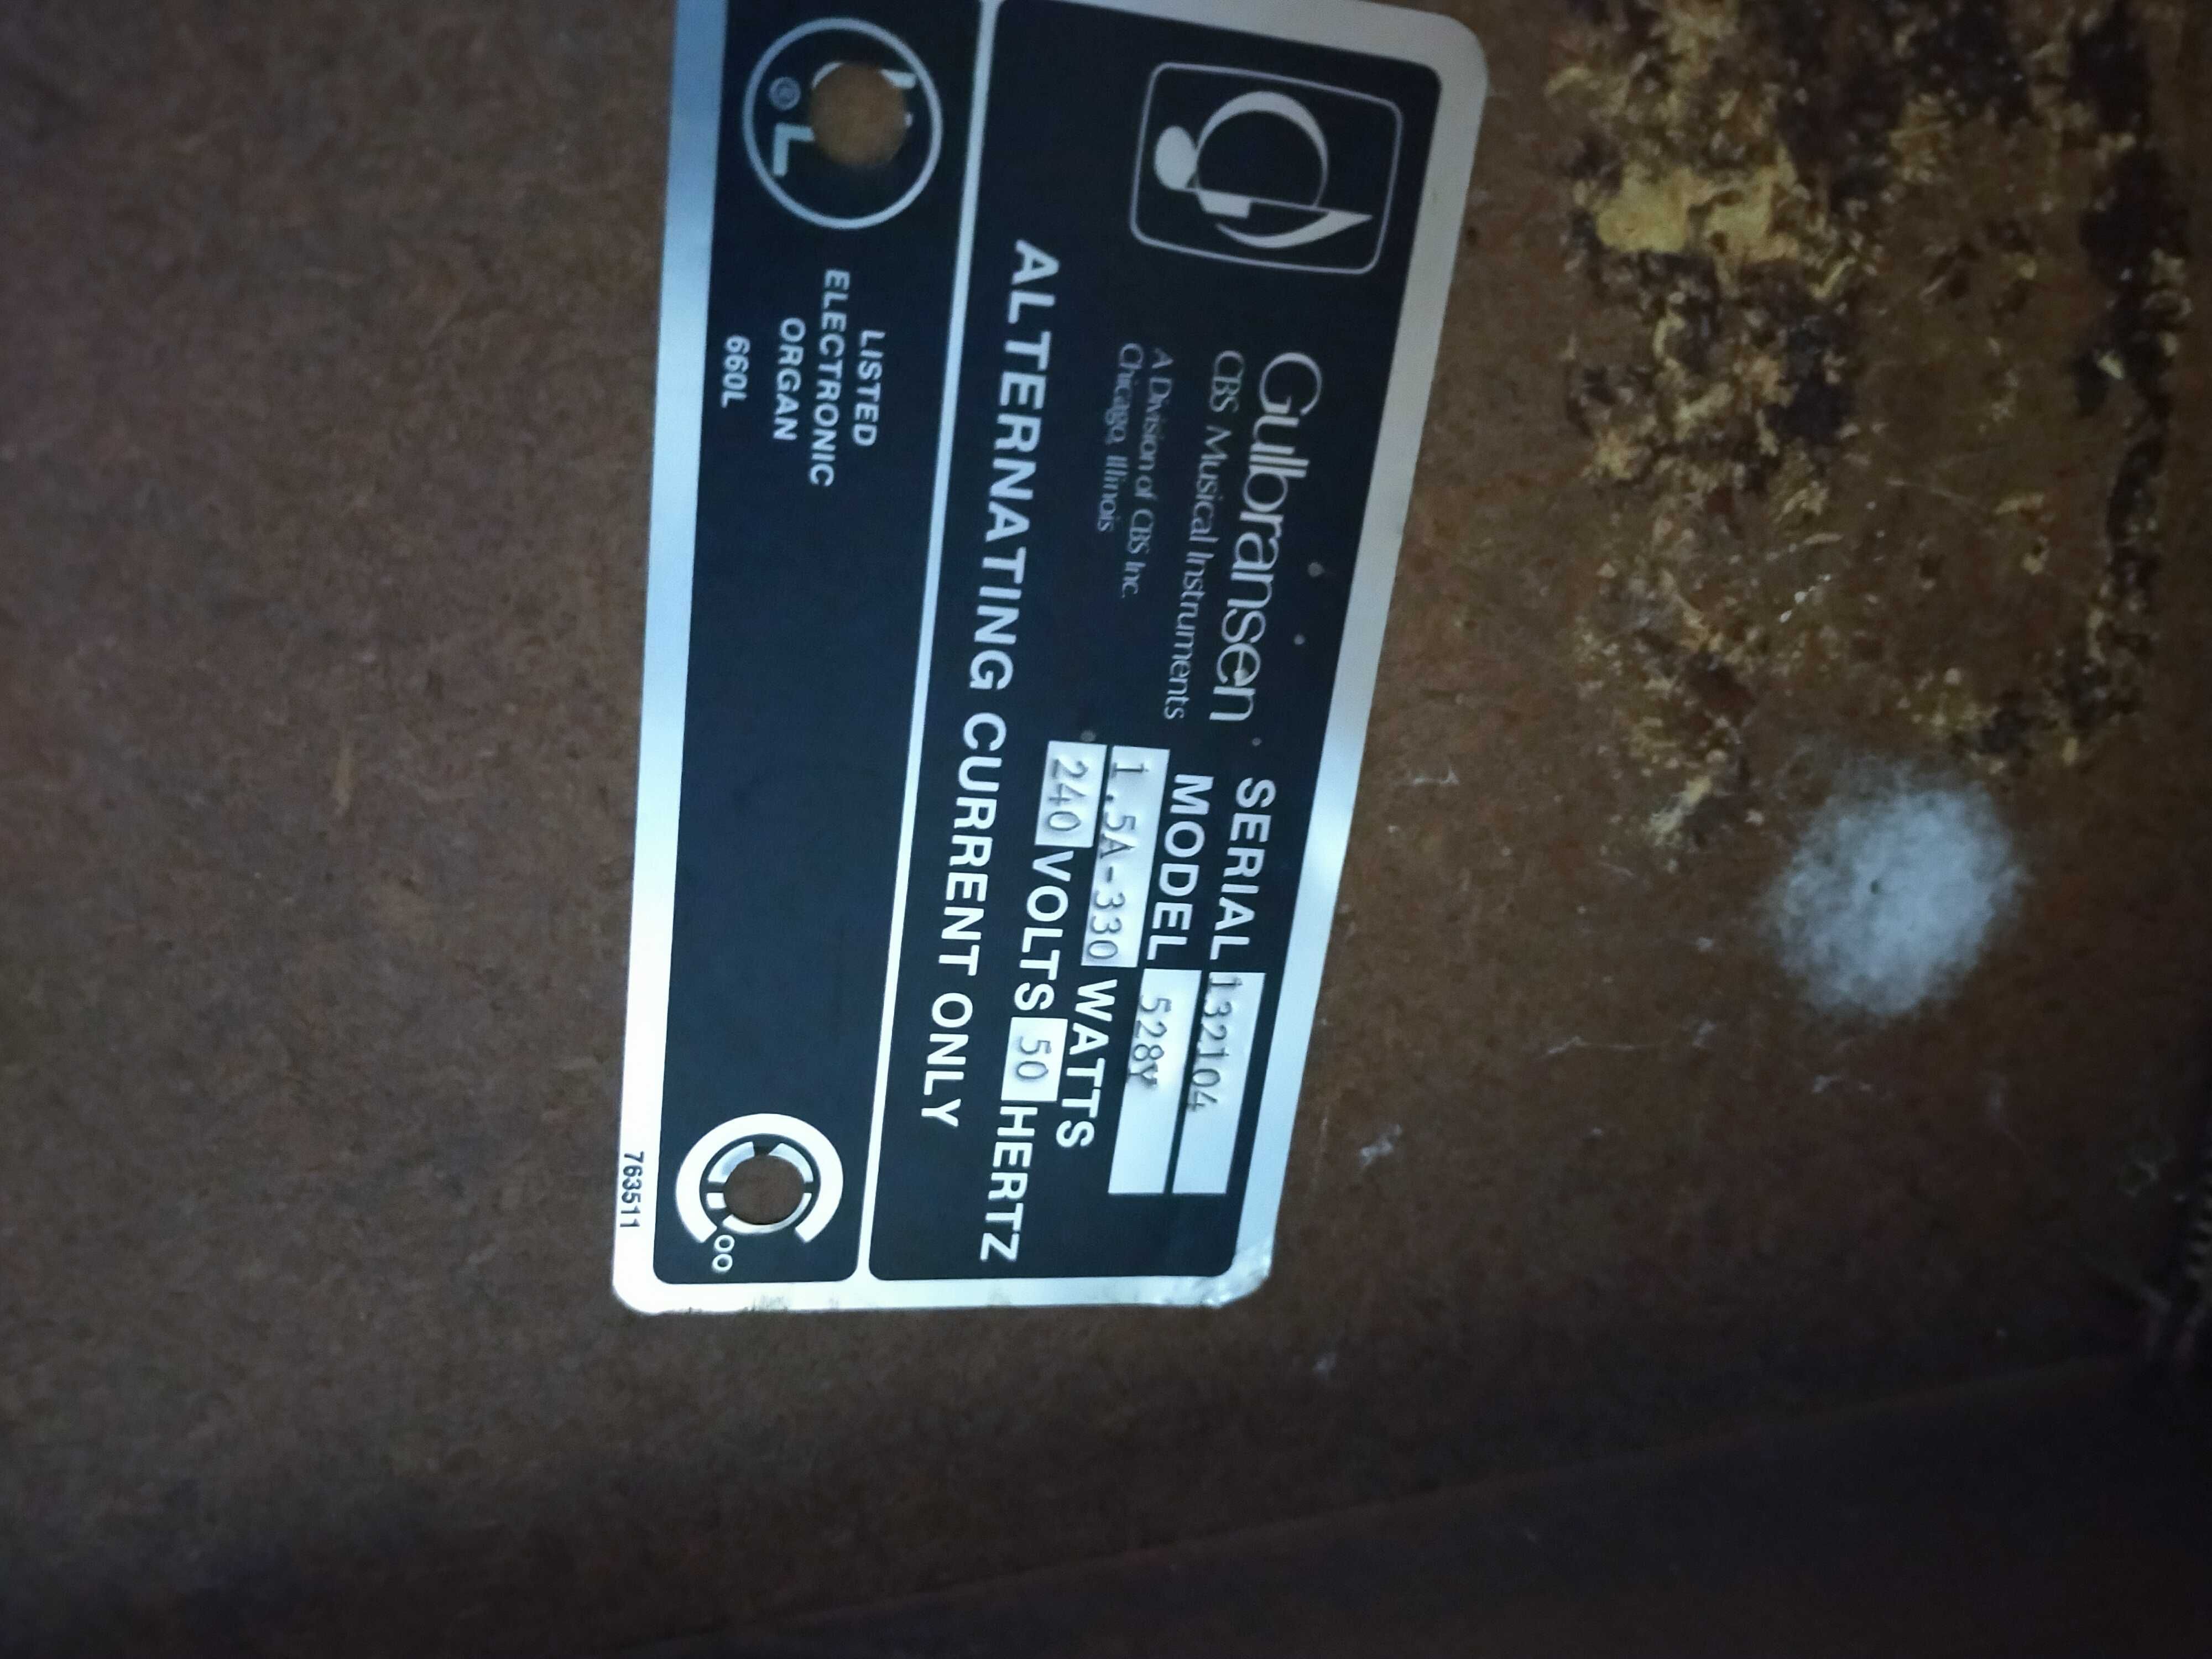 Gulbransen
CBS Musical Instruments
A Division of CBS Inc.
Chicago, Illinois
SERIAL 132104
MODEL 528Y
1.5A-330 WATTS
240 VOLTS 50 HERTZ
ALTERNATING CURRENT ONLY
U L ®
LISTED
ELECTRONIC
ORGAN
660L
763511